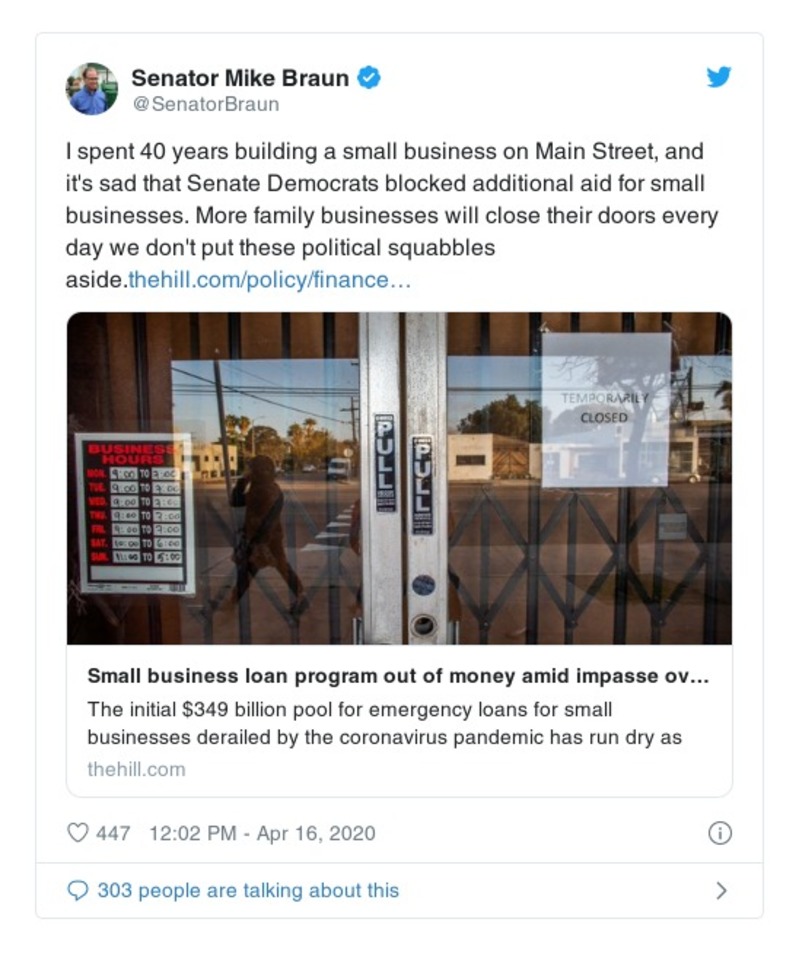 Senator Mike Braun
@SenatorBraun
I spent 40 years building a small business on Main Street, and
it's sad that Senate Democrats blocked additional aid for small
businesses. More family businesses will close their doors every
day we don't put these political squabbles
aside.thehill.com/policy/finance…
TEMPORARILY
CLOSED
PULL
PULL
BUSINESS
HOURS
MON. 9:00 TO 7:00
TUE. 9:00 TO 7:00
WED. 9:00 TO 7:00
THU. 9:00 TO 7:00
FRI. 9:00 TO 7:00
SAT. 10:00 TO 6:00
SUN. 11:00 TO 5:00
Small business loan program out of money amid impasse ov...
The initial $349 billion pool for emergency loans for small
businesses derailed by the coronavirus pandemic has run dry as
thehill.com
447 12:02 PM - Apr 16, 2020
303 people are talking about this